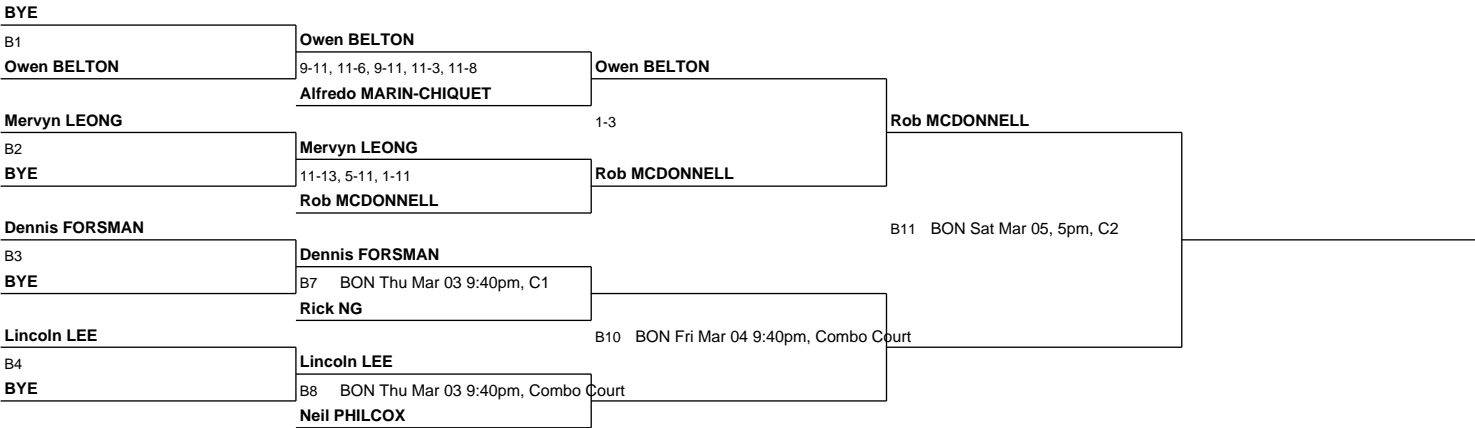 BYE
B1
Owen BELTON
Owen BELTON
9-11, 11-6, 9-11, 11-3, 11-8
Owen BELTON
Alfredo MARIN-CHIQUET
Mervyn LEONG
1-3
Rob MCDONNELL
B2
Mervyn LEONG
BYE
11-13, 5-11, 1-11
Rob MCDONNELL
Rob MCDONNELL
Dennis FORSMAN
B11 BON Sat Mar 05, 5pm, C2
B3
Dennis FORSMAN
BYE
B7 BON Thu Mar 03 9:40pm, C1
Rick NG
Lincoln LEE
B10 BON Fri Mar 04 9:40pm, Combo Court
B4
Lincoln LEE
BYE
B8 BON Thu Mar 03 9:40pm, Combo Court
Neil PHILCOX